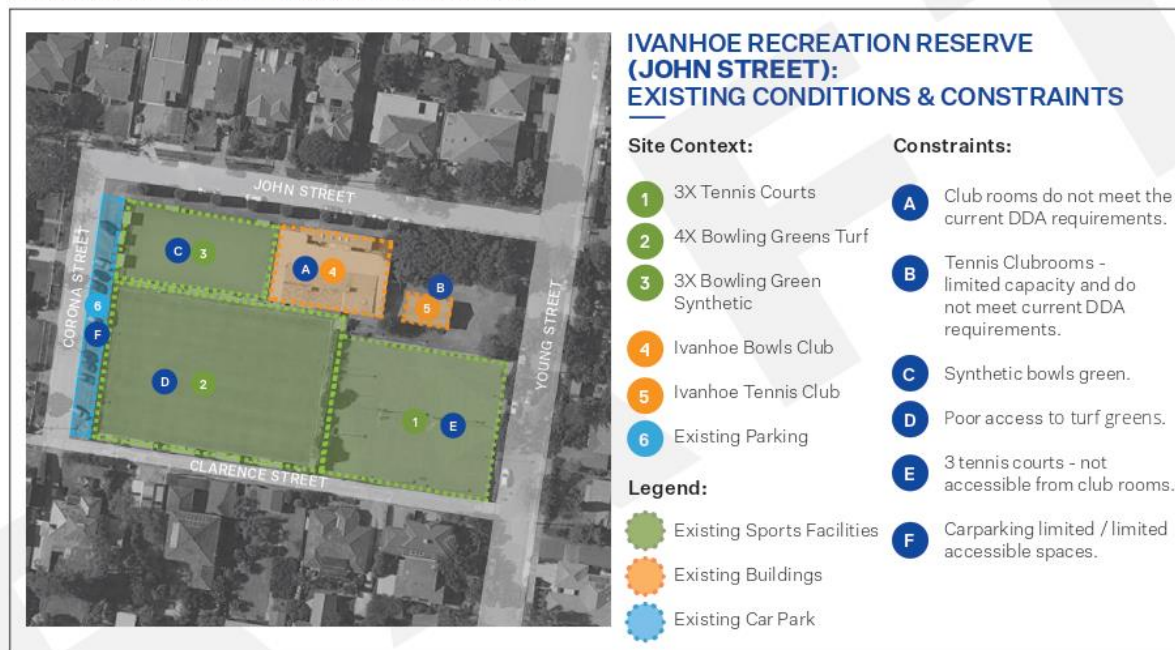 IVANHOE RECREATION RESERVE
(JOHN STREET):
EXISTING CONDITIONS & CONSTRAINTS
Site Context:
1
3X Tennis Courts
2
4X Bowling Greens Turf
3
3X Bowling Green
Synthetic
4
Ivanhoe Bowls Club
5
Ivanhoe Tennis Club
6
Existing Parking
Legend:
Existing Sports Facilities
Existing Buildings
Existing Car Park
Constraints:
A
Club rooms do not meet the
current DDA requirements.
B
Tennis Clubrooms -
limited capacity and do
not meet current DDA
requirements.
C
Synthetic bowls green.
D
Poor access to turf greens.
E
3 tennis courts - not
accessible from club rooms.
F
Carparking limited / limited
accessible spaces.
JOHN STREET
CORONA STREET
YOUNG STREET
CLARENCE STREET
C
3
A
4
B
5
6
F
D
2
1
E